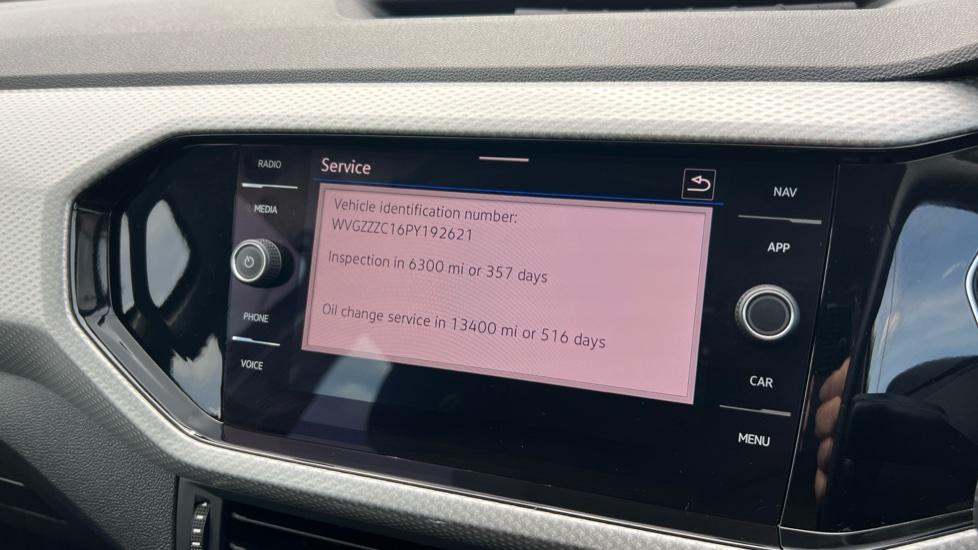 RADIO
MEDIA
PHONE
VOICE
Service
Vehicle identification number:
WVGZZZC16PY192621
Inspection in 6300 mi or 357 days
Oil change service in 13400 mi or 516 days
NAV
APP
CAR
MENU